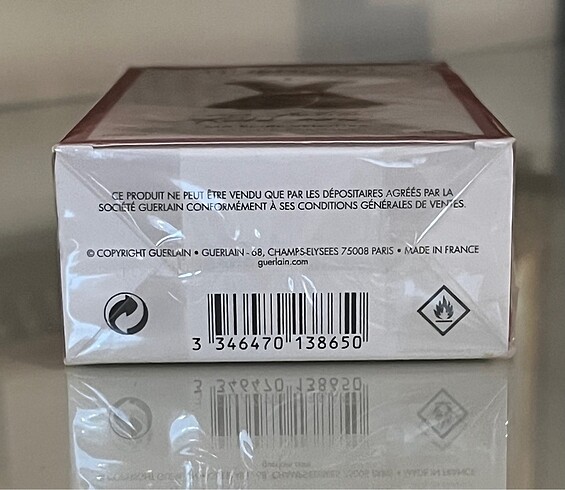 CE PRODUIT NE PEUT ÊTRE VENDU QUE PAR LES DÉPOSITAIRES AGRÉÉS PAR LA
SOCIÉTÉ GUERLAIN CONFORMÉMENT À SES CONDITIONS GÉNÉRALES DE VENTES.
© COPYRIGHT GUERLAIN • GUERLAIN - 68, CHAMPS-ELYSEES 75008 PARIS • MADE IN FRANCE
guerlain.com
3 346470 138650